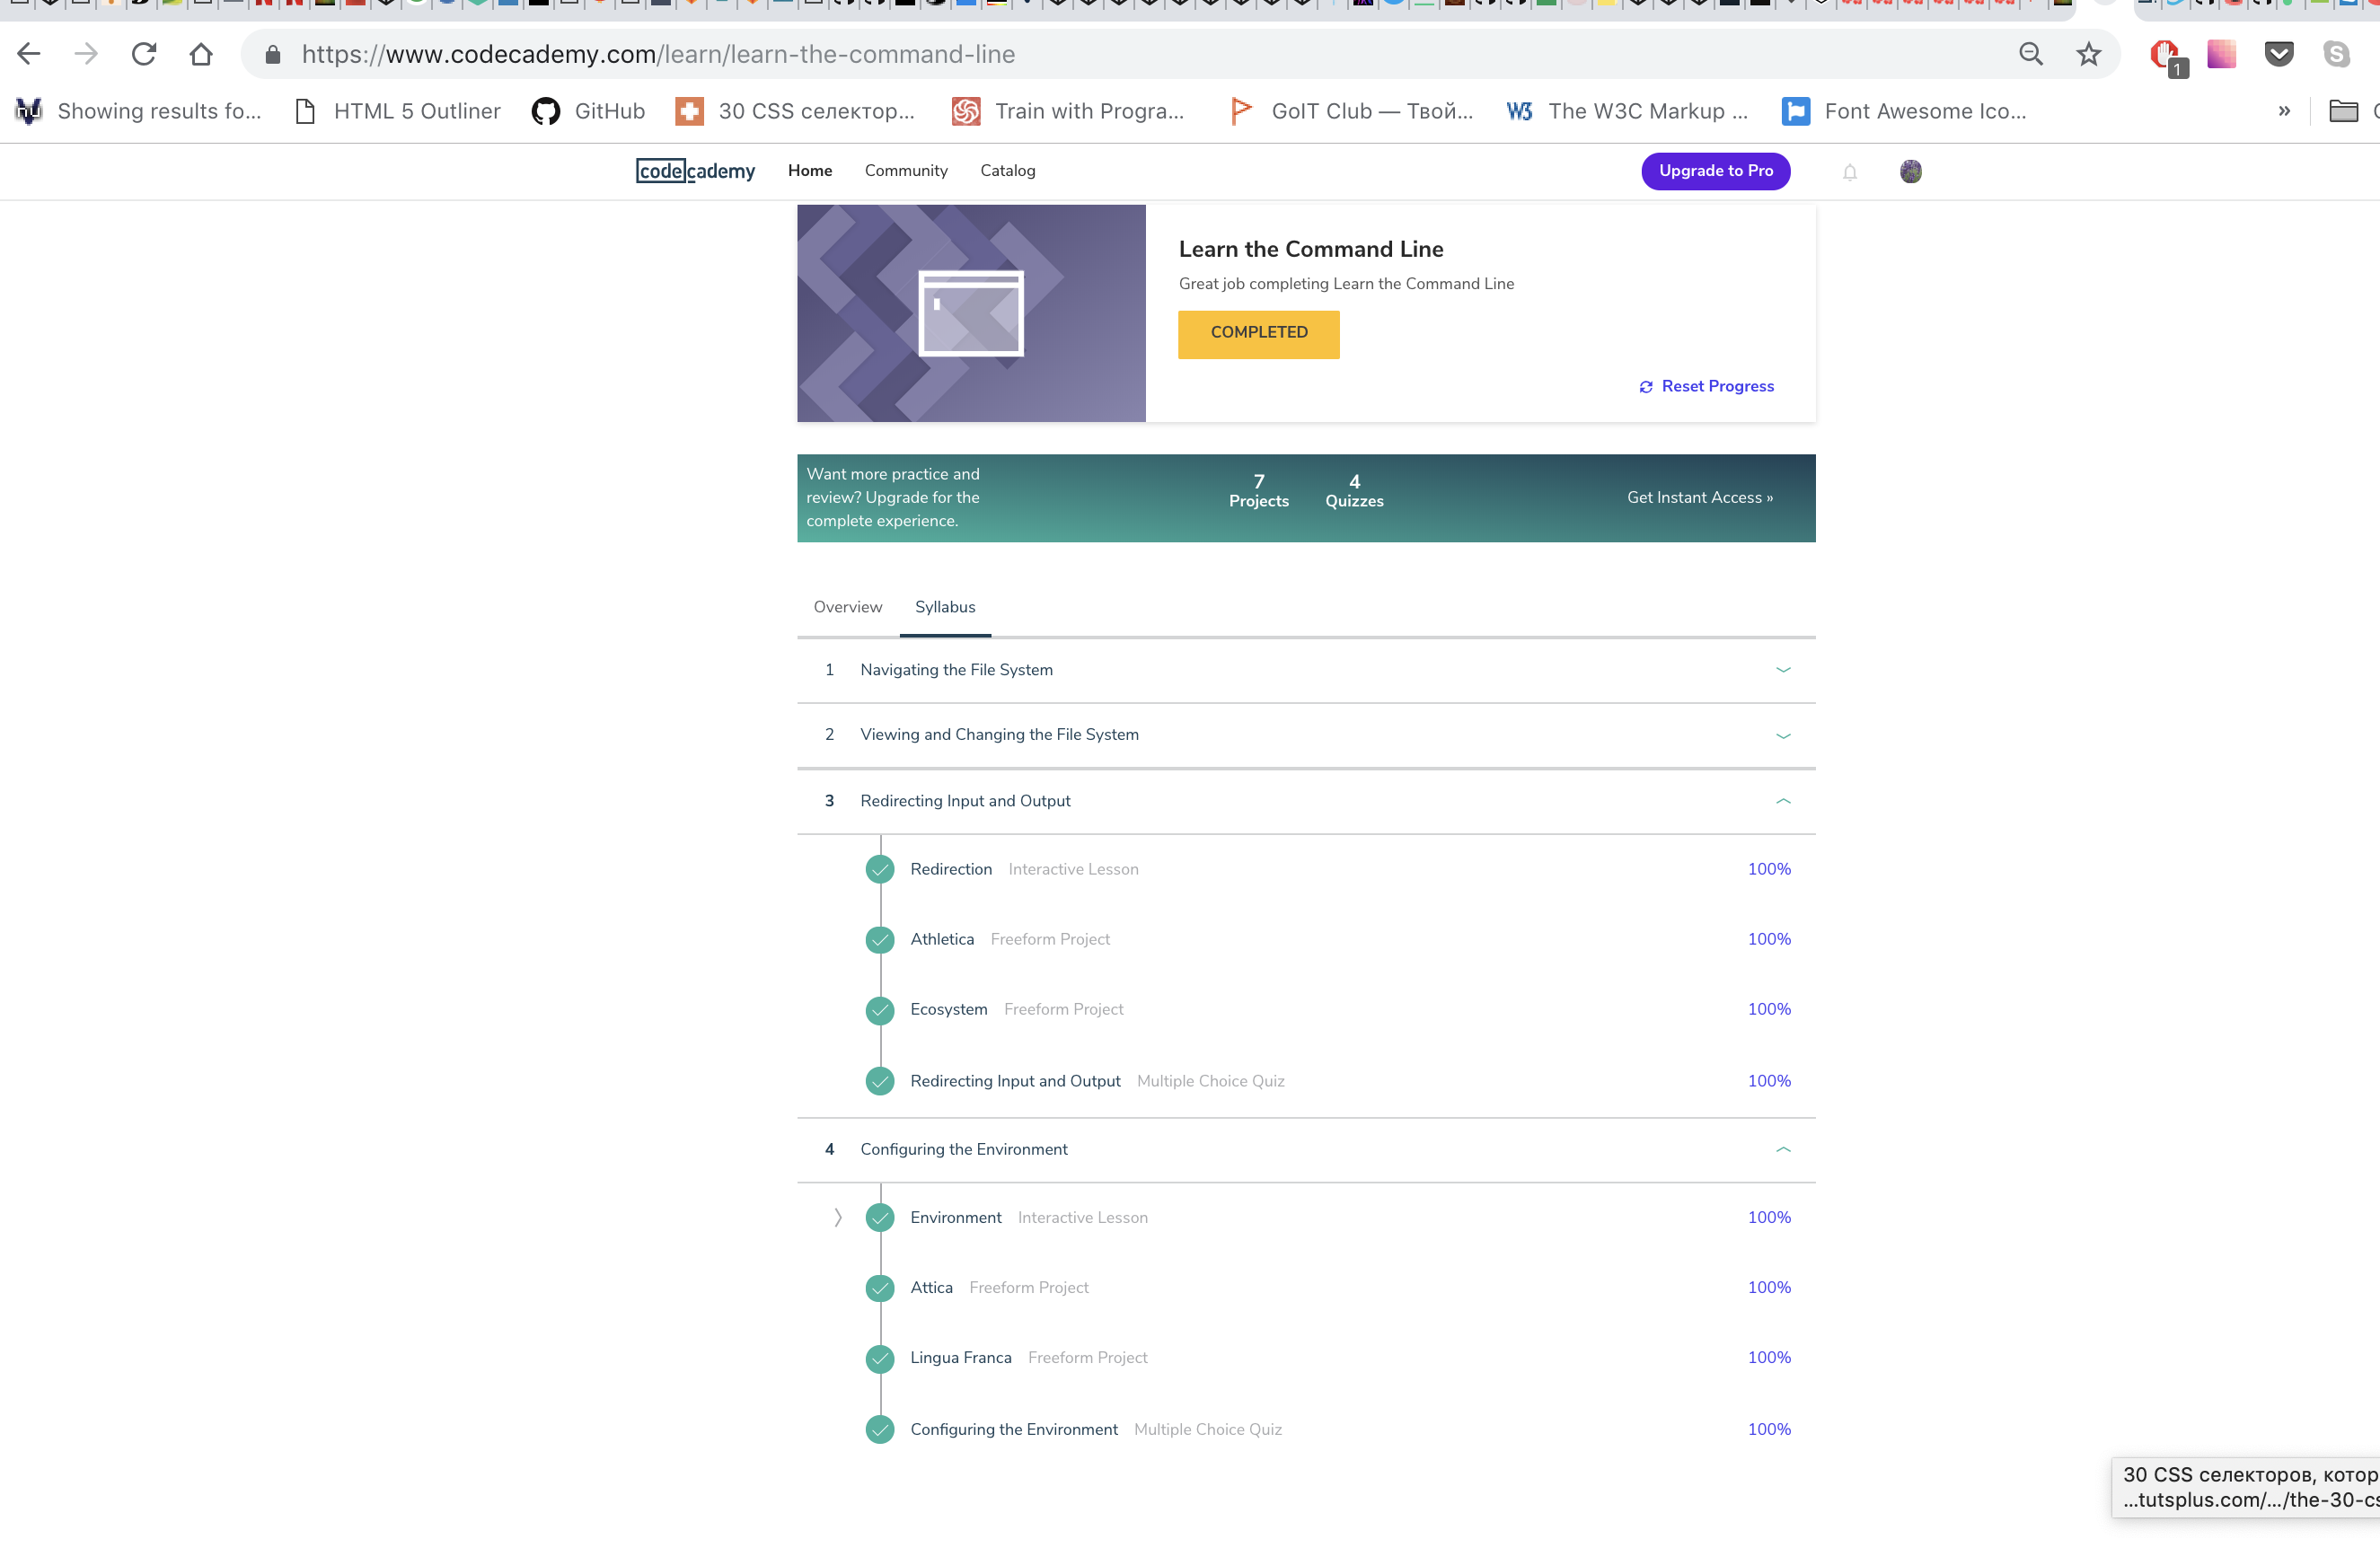 https://www.codecademy.com/learn/learn-the-command-line
1
S
Showing results fo...
HTML 5 Outliner
GitHub
30 CSS селектор...
Train with Progra...
GoIT Club — Твой...
W3 The W3C Markup ...
Font Awesome Ico...
»
codecademy
Home
Community
Catalog
Upgrade to Pro
Learn the Command Line
Great job completing Learn the Command Line
COMPLETED
Reset Progress
Want more practice and
review? Upgrade for the
complete experience.
7
Projects
4
Quizzes
Get Instant Access »
Overview
Syllabus
1 Navigating the File System
2 Viewing and Changing the File System
3 Redirecting Input and Output
Redirection Interactive Lesson 100%
Athletica Freeform Project 100%
Ecosystem Freeform Project 100%
Redirecting Input and Output Multiple Choice Quiz 100%
4 Configuring the Environment
Environment Interactive Lesson 100%
Attica Freeform Project 100%
Lingua Franca Freeform Project 100%
Configuring the Environment Multiple Choice Quiz 100%
30 CSS селекторов, котор
...tutsplus.com/.../the-30-cs